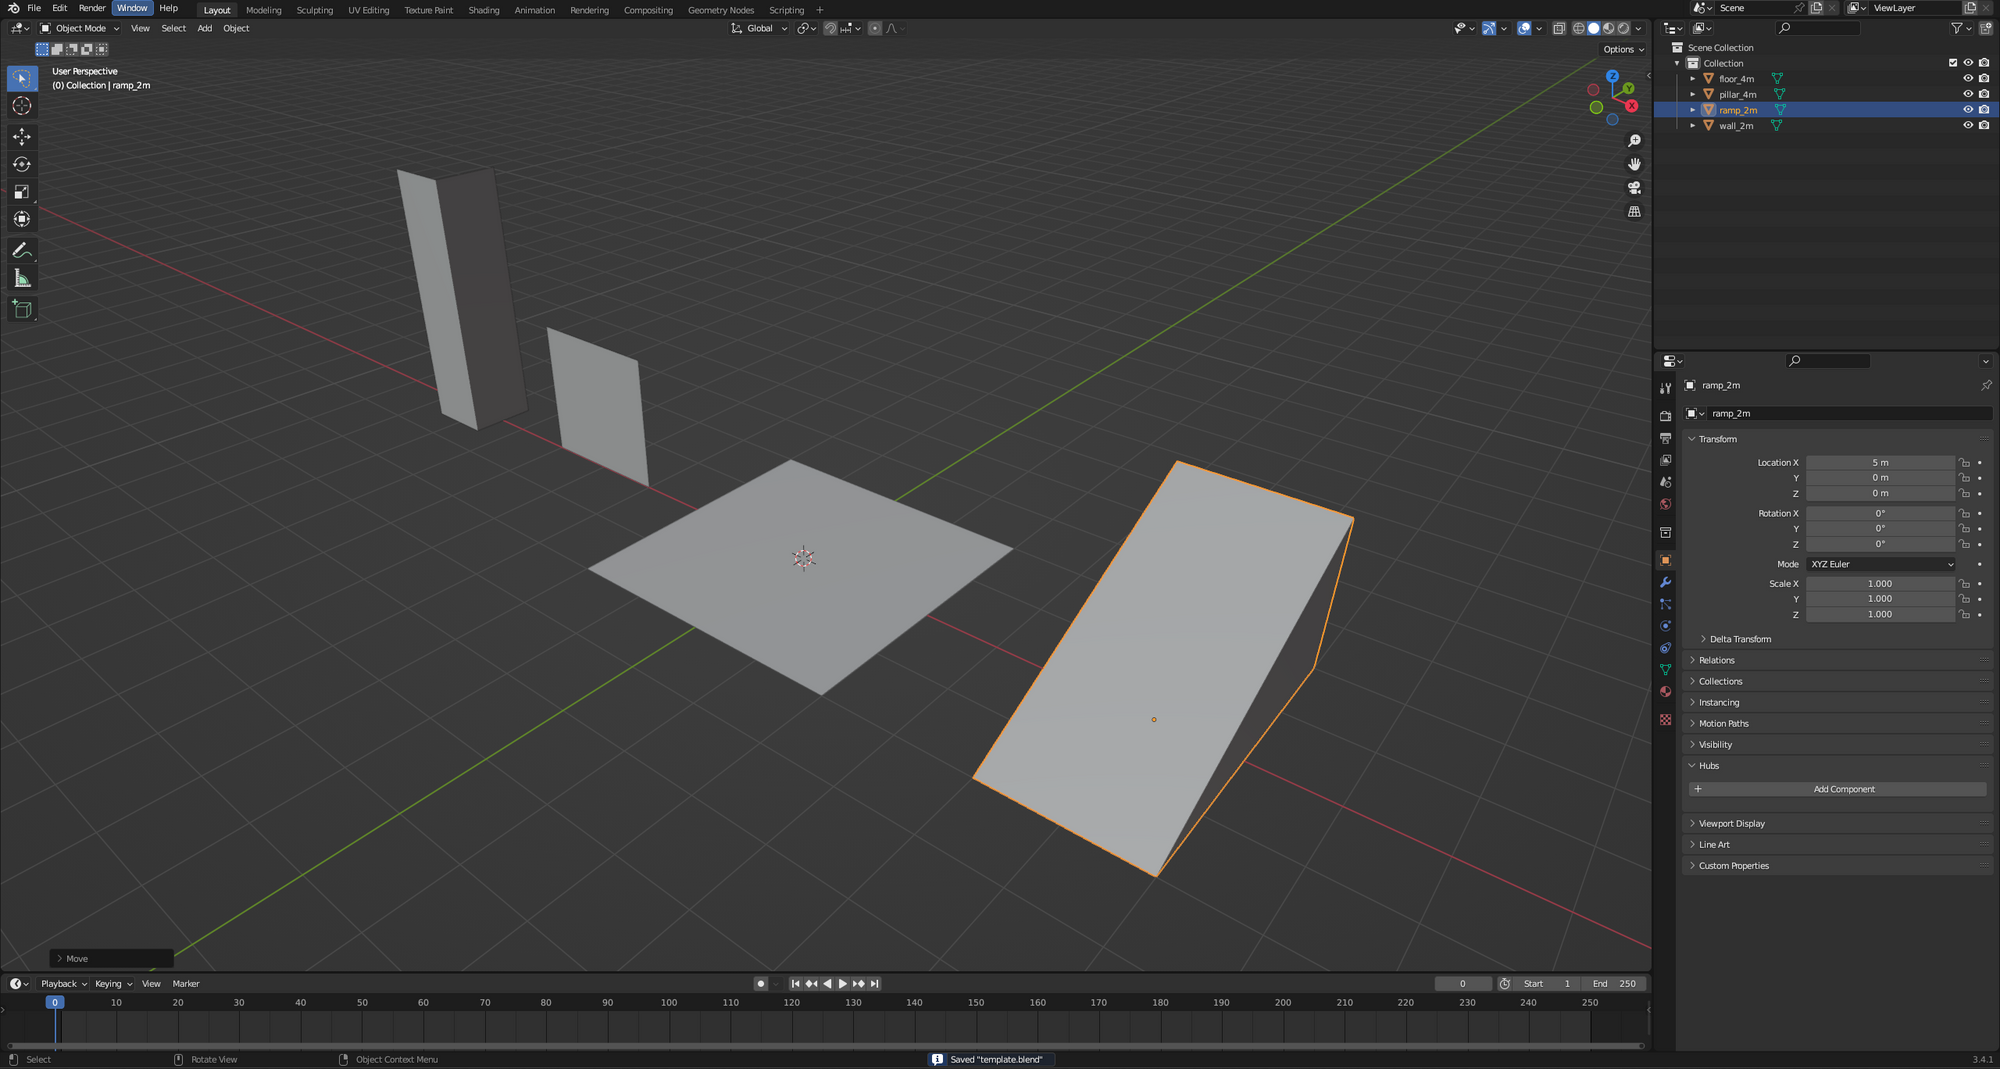 File Edit Render Window Help Layout Modeling Sculpting UV Editing Texture Paint Shading Animation Rendering Compositing Geometry Nodes Scripting + Scene ViewLayer
Object Mode View Select Add Object Global
Options
User Perspective
(0) Collection | ramp_2m
Z
Y
X
Scene Collection
Collection
floor_4m
pillar_4m
ramp_2m
wall_2m
ramp_2m
ramp_2m
Transform
Location X 5 m
Y 0 m
Z 0 m
Rotation X 0°
Y 0°
Z 0°
Mode XYZ Euler
Scale X 1.000
Y 1.000
Z 1.000
Delta Transform
Relations
Collections
Instancing
Motion Paths
Visibility
Hubs
+ Add Component
Viewport Display
Line Art
Custom Properties
Move
Playback Keying View Marker 0 Start 1 End 250
0 10 20 30 40 50 60 70 80 90 100 110 120 130 140 150 160 170 180 190 200 210 220 230 240 250
Select Rotate View Object Context Menu Saved "template.blend" 3.4.1